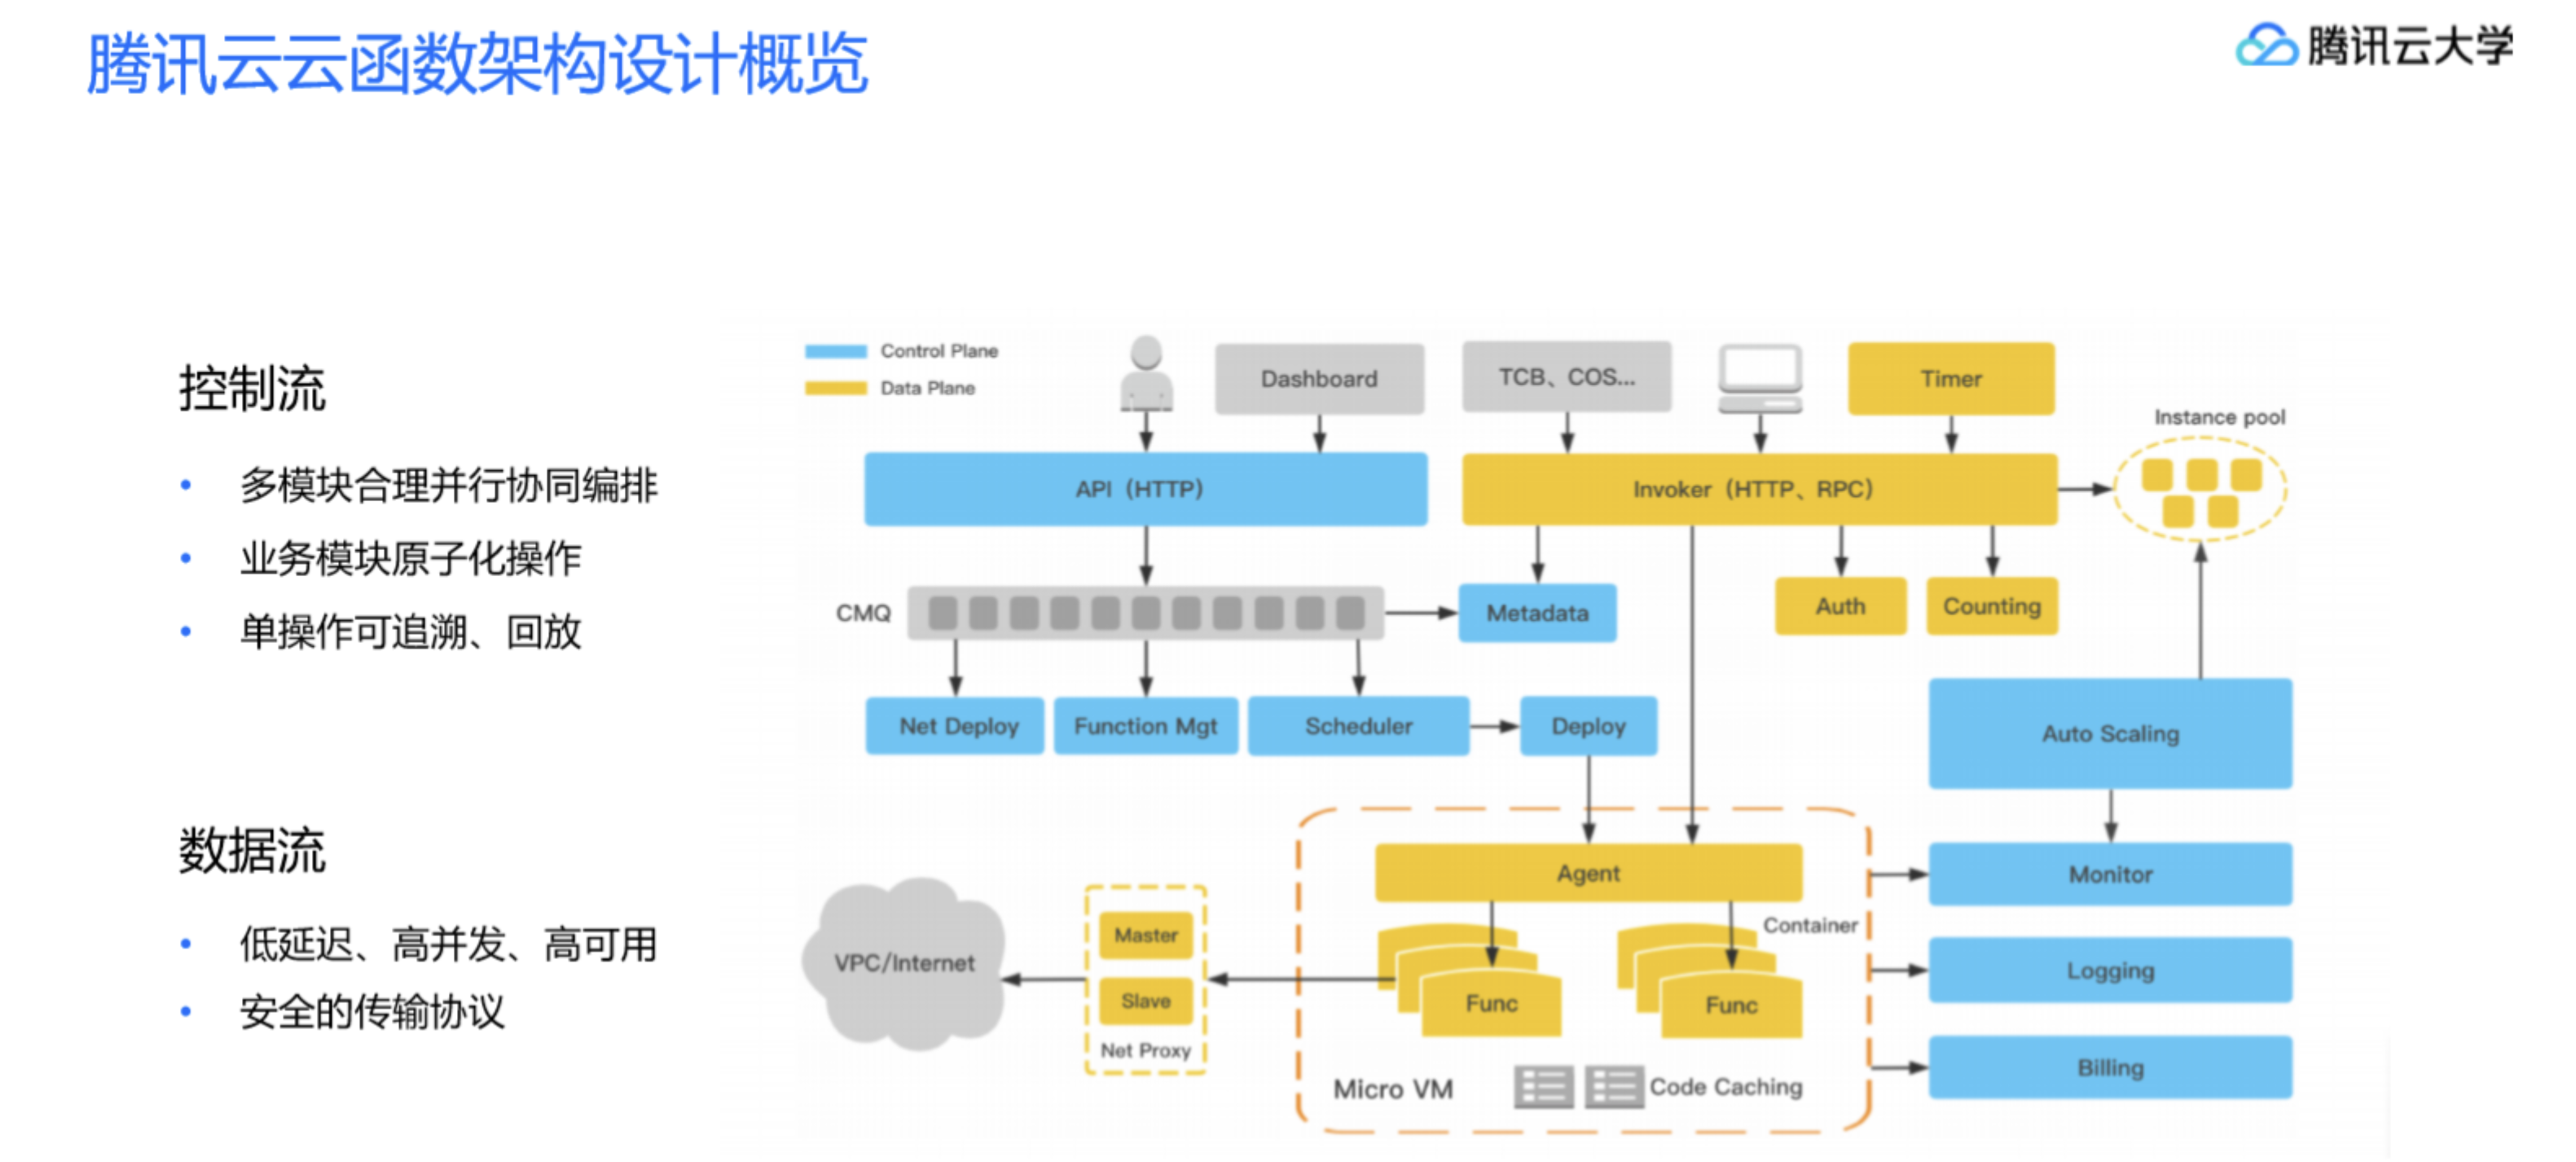 腾讯云云函数架构设计概览
腾讯云大学
控制流
• 多模块合理并行协同编排
• 业务模块原子化操作
• 单操作可追溯、回放
数据流
• 低延迟、高并发、高可用
• 安全的传输协议
Control Plane
Data Plane
Dashboard
TCB、COS...
Timer
Instance pool
API（HTTP）
Invoker（HTTP、RPC）
CMQ
Metadata
Auth
Counting
Net Deploy
Function Mgt
Scheduler
Deploy
Auto Scaling
Agent
Monitor
Container
Master
VPC/Internet
Logging
Slave
Func
Func
Net Proxy
Billing
Micro VM
Code Caching